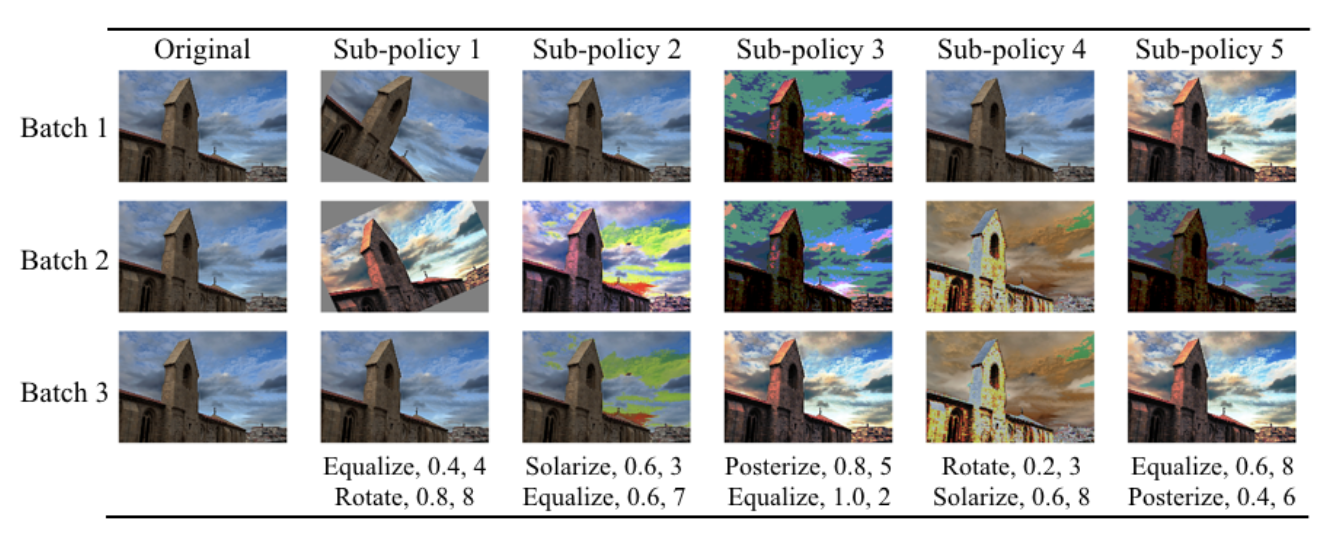 Original Sub-policy 1 Sub-policy 2 Sub-policy 3 Sub-policy 4 Sub-policy 5
Batch 1
Batch 2
Batch 3
Equalize, 0.4, 4 Solarize, 0.6, 3 Posterize, 0.8, 5 Rotate, 0.2, 3 Equalize, 0.6, 8
Rotate, 0.8, 8 Equalize, 0.6, 7 Equalize, 1.0, 2 Solarize, 0.6, 8 Posterize, 0.4, 6